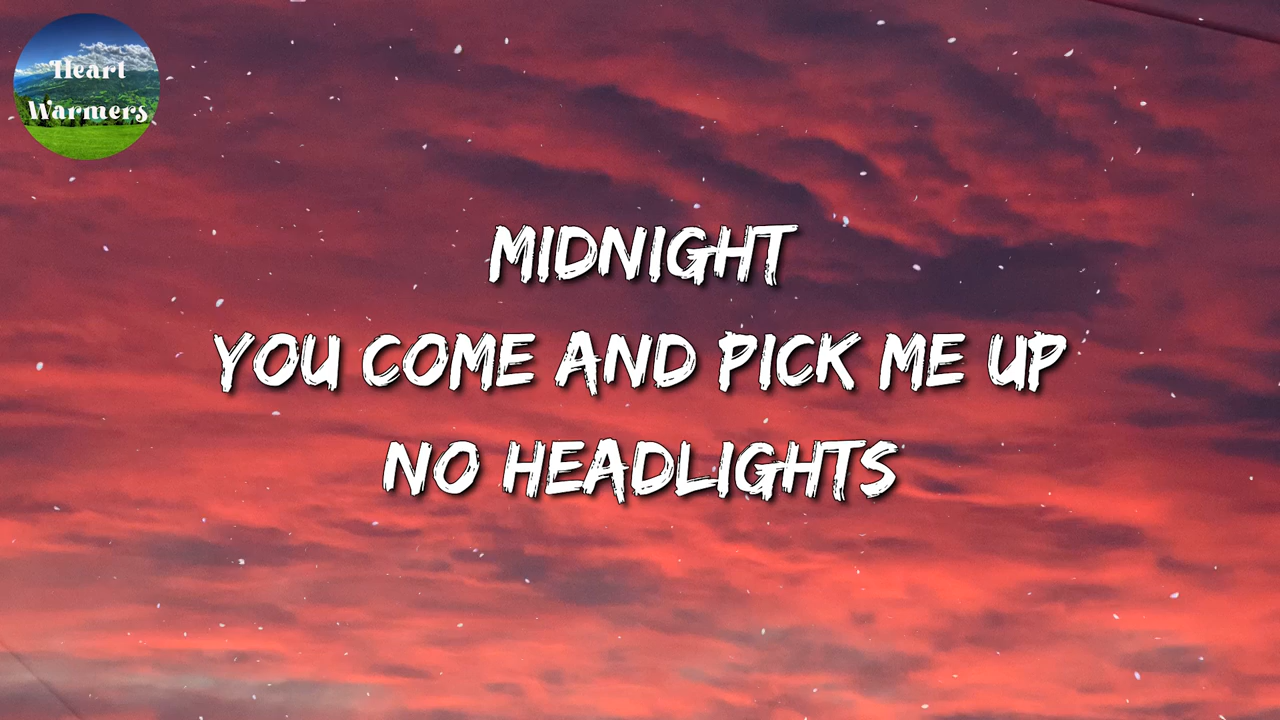 Heart
Warmers
MIDNIGHT
YOU COME AND PICK ME UP
NO HEADLIGHTS